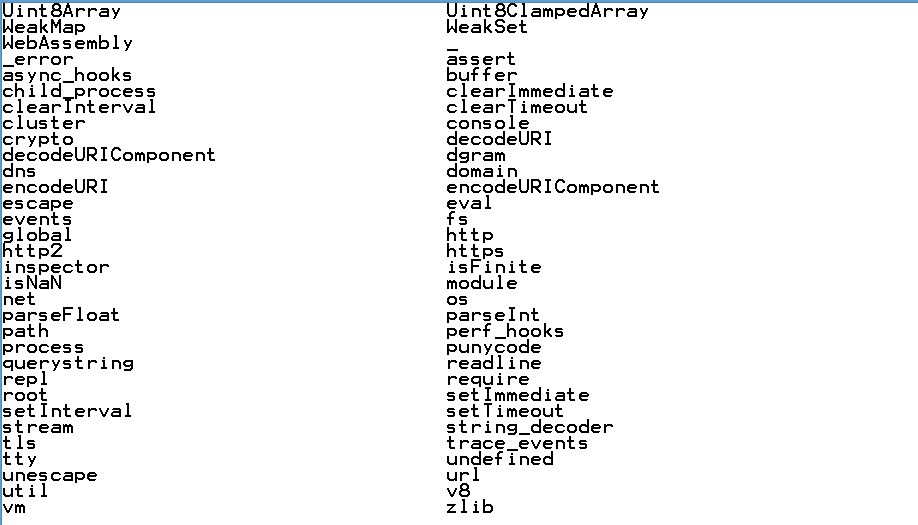 Uint8Array Uint8ClampedArray
WeakMap WeakSet
WebAssembly _
_error assert
async_hooks buffer
child_process clearImmediate
clearInterval clearTimeout
cluster console
crypto decodeURI
decodeURIComponent dgram
dns domain
encodeURI encodeURIComponent
escape eval
events fs
global http
http2 https
inspector isFinite
isNaN module
net os
parseFloat parseInt
path perf_hooks
process punycode
querystring readline
repl require
root setImmediate
setInterval setTimeout
stream string_decoder
tls trace_events
tty undefined
unescape url
util v8
vm zlib